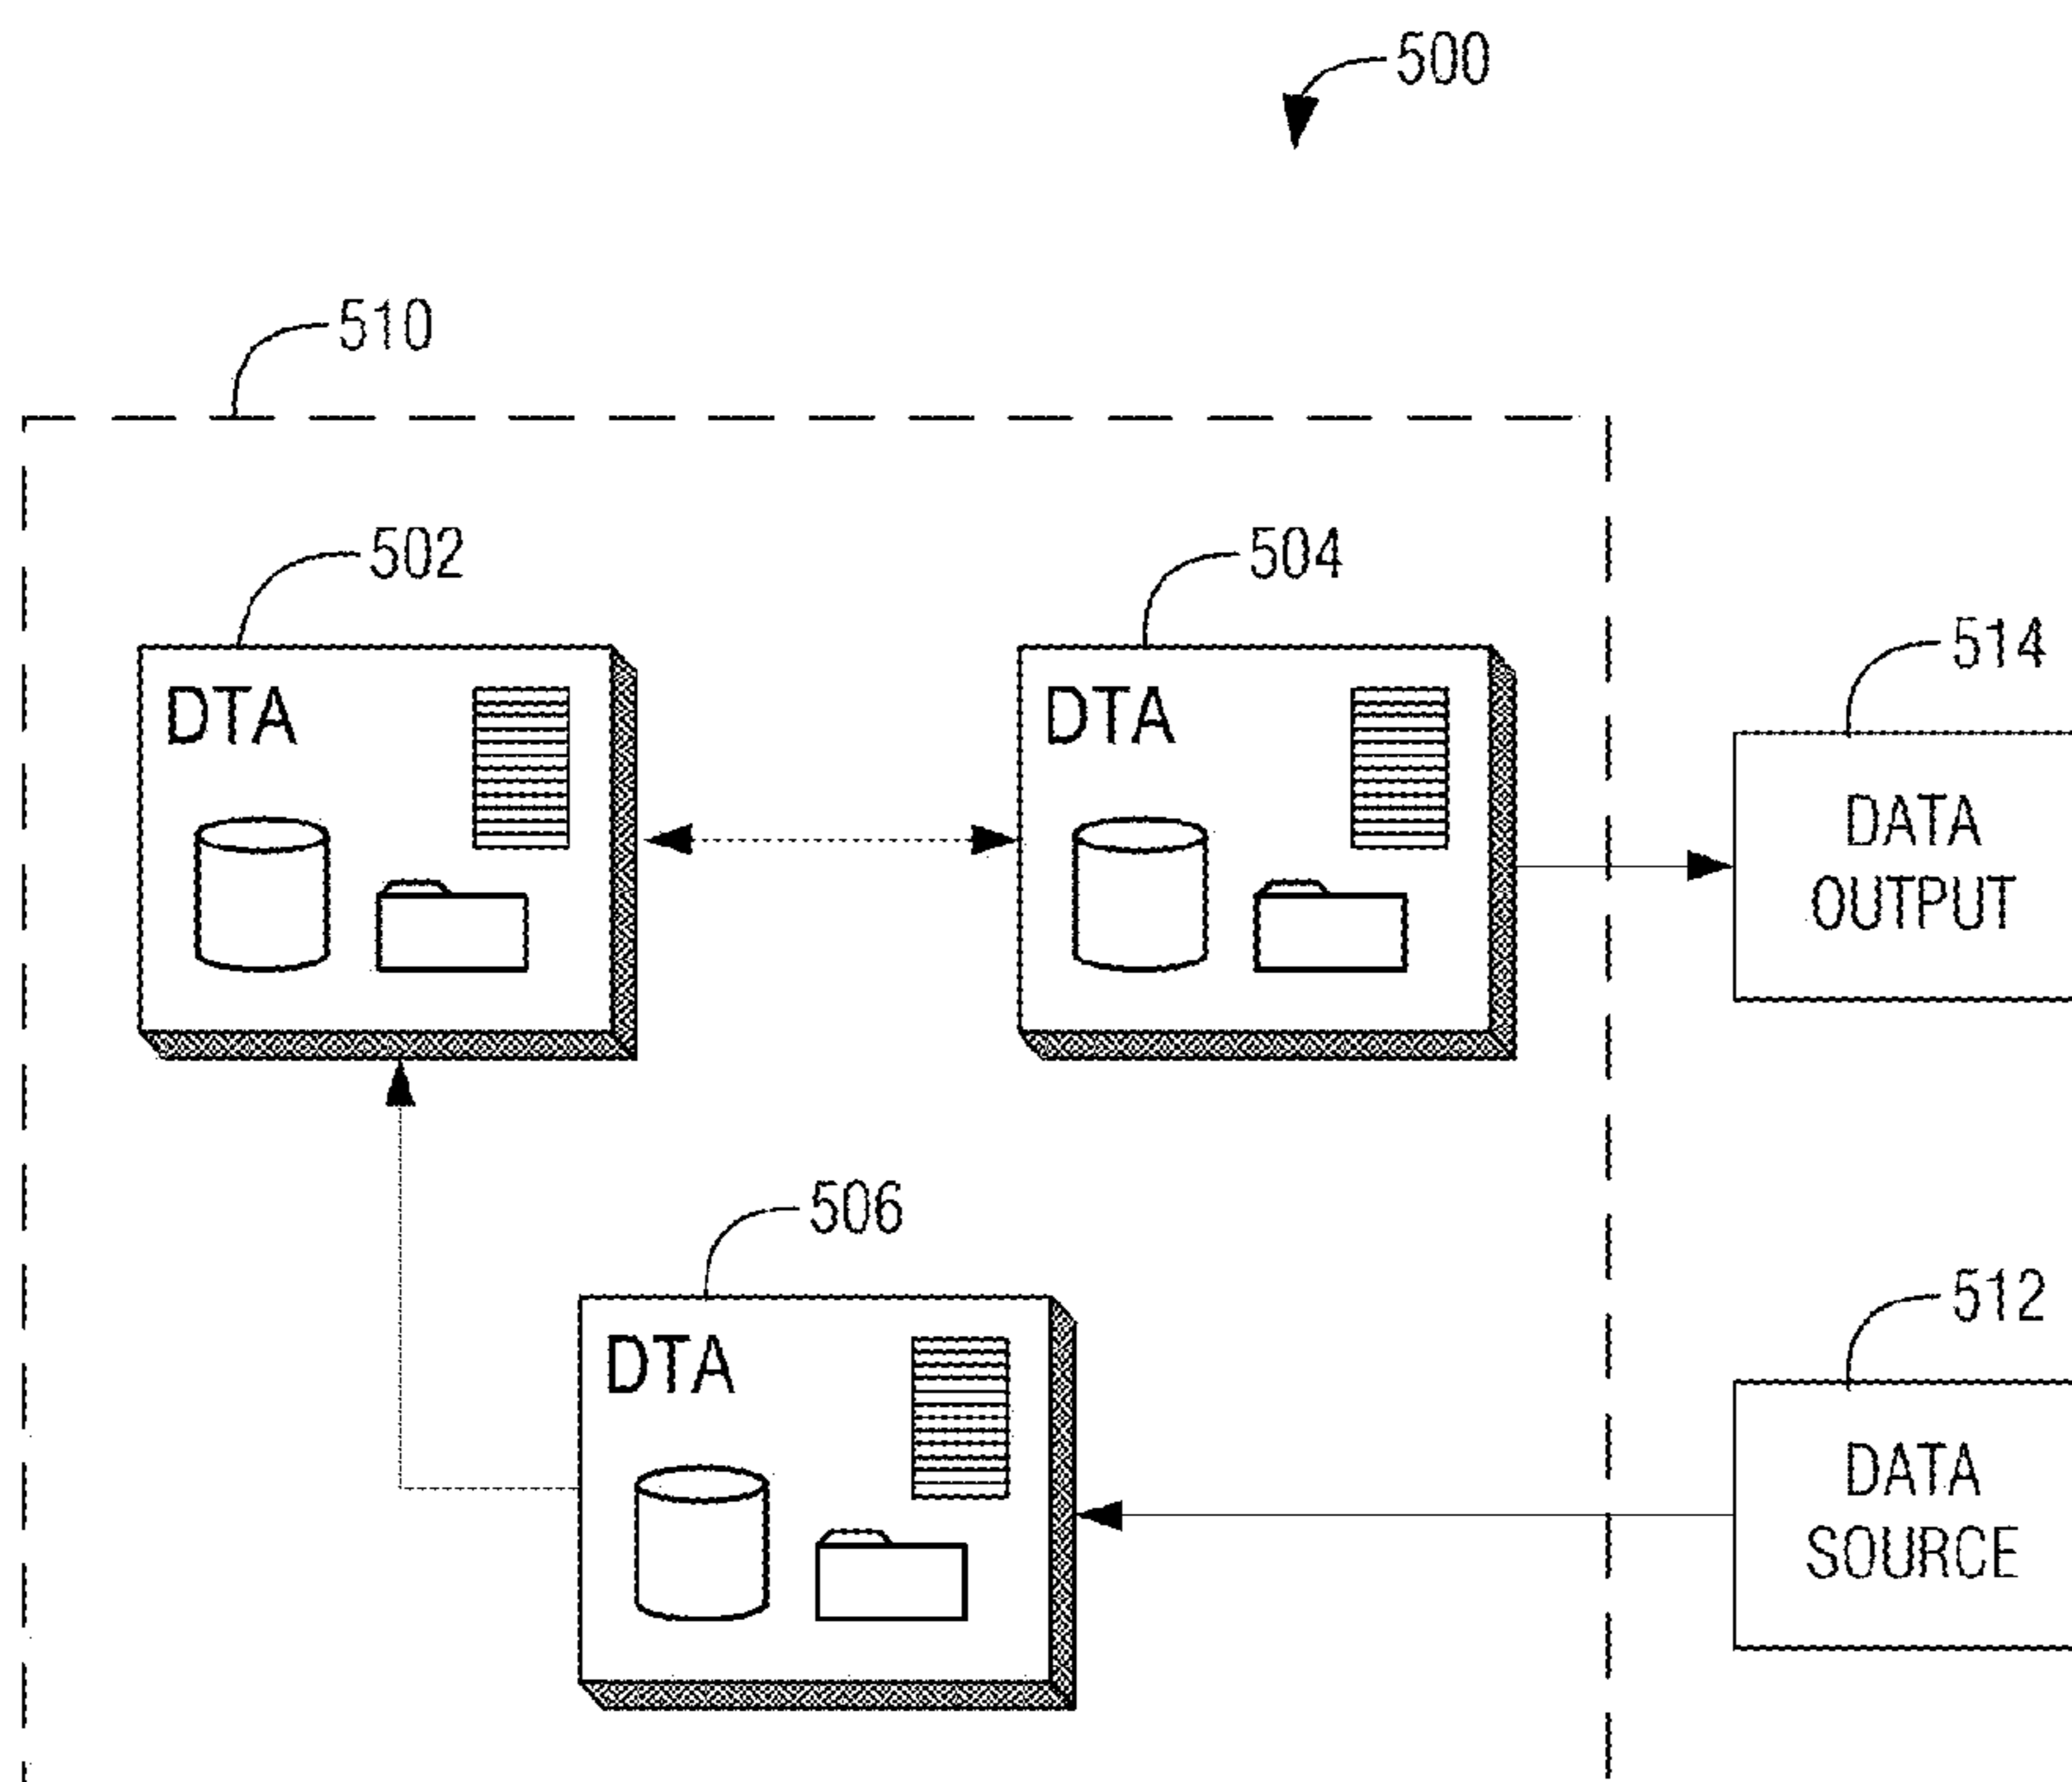 500
510
502
504
514
DTA
DTA
DATA
OUTPUT
506
512
DTA
DATA
SOURCE